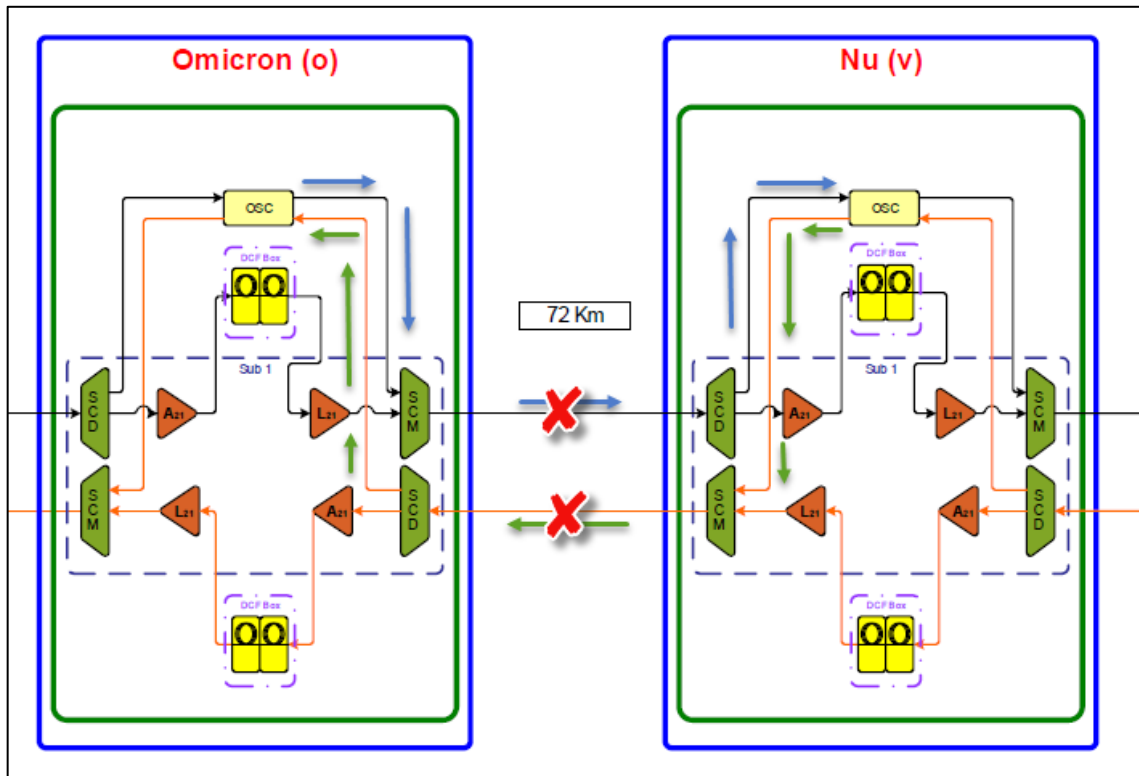 Omicron (o)
OSC
DCF Box
Sub 1
SCD
A21
L21
SCM
SCM
L21
A21
SCD
DCF Box
72 Km
Nu (v)
OSC
DCF Box
Sub 1
SCD
A21
L21
SCM
SCM
L21
A21
SCD
DCF Box